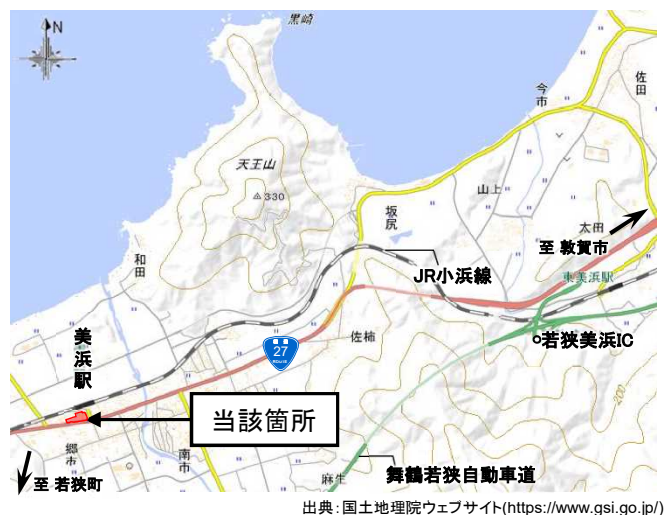 N
黒崎
佐田
今市
天王山
330
山上
坂尻
太田
至 敦賀市
和田
JR小浜線
東美浜駅
美浜駅
佐柿
27
ROUTE
若狭美浜IC
200
当該箇所
郷市
南市
麻生
舞鶴若狭自動車道
至 若狭町
出典：国土地理院ウェブサイト(https://www.gsi.go.jp/)